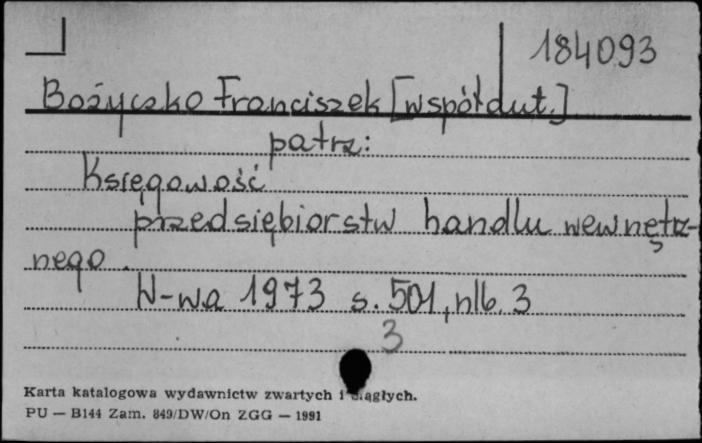 184093
Bożyczko Franciszek [współaut.]
patrz:
Księgowość
przedsiębiorstw handlu wewnętrz-
nego.
W-wa 1973 s. 501, nlb. 3
3
Karta katalogowa wydawnictw zwartych i ciągłych.
PU — B144 Zam. 849/DW/On ZGG — 1991